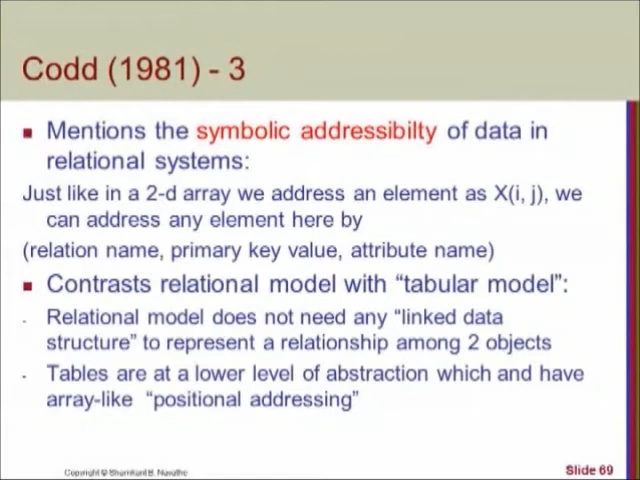 Codd (1981) - 3
Mentions the symbolic addressibilty of data in
relational systems:
Just like in a 2-d array we address an element as X(i, j), we
can address any element here by
(relation name, primary key value, attribute name)
Contrasts relational model with “tabular model”:
- Relational model does not need any “linked data
structure” to represent a relationship among 2 objects
- Tables are at a lower level of abstraction which and have
array-like “positional addressing”
Copyright © Shamkant B. Navathe
Slide 69